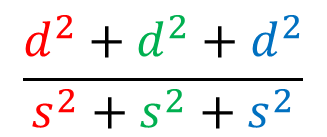 d² + d² + d²
s² + s² + s²